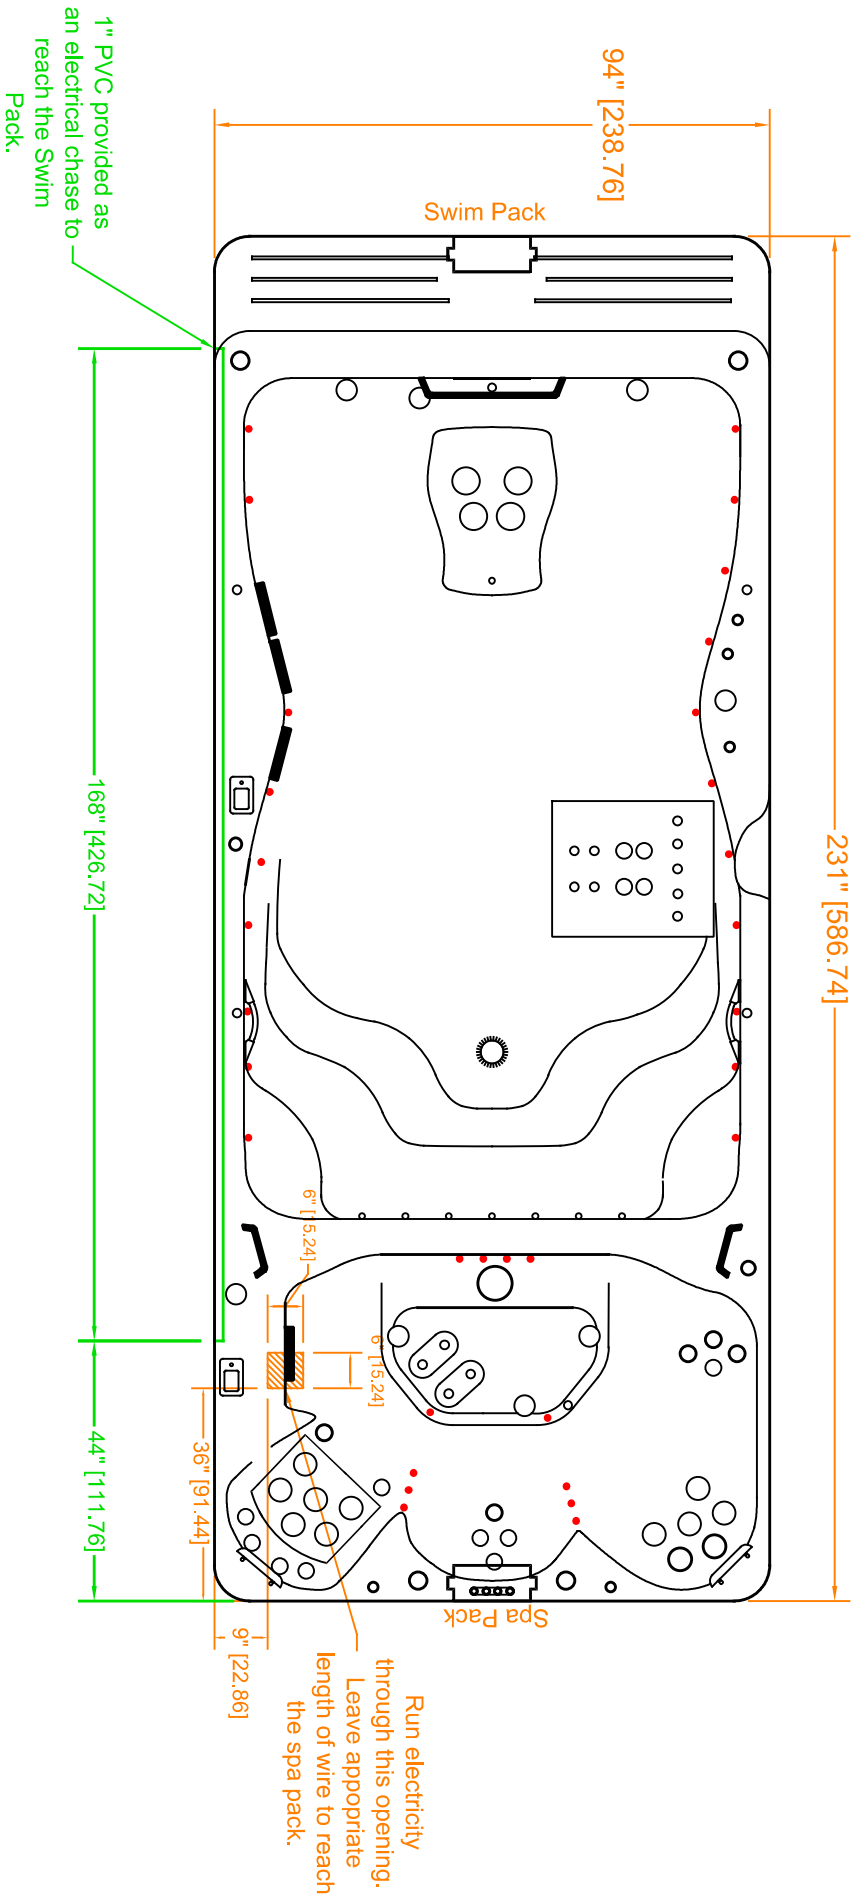 1" PVC provided as
an electrical chase to
reach the Swim
Pack.
94" [238.76]
Swim Pack
231" [586.74]
168" [426.72]
6" [15.24]
6" [15.24]
44" [111.76]
36" [91.44]
9" [22.86]
Spa Pack
Run electricity
through this opening.
Leave appopriate
length of wire to reach
the spa pack.